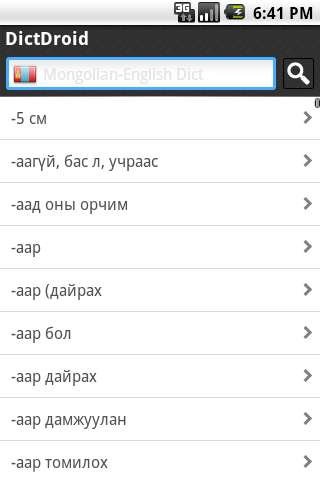 3G
6:41 PM
DictDroid
Mongolian-English Dict
0
-5 см
-аагүй, бас л, учраас
-аад оны орчим
-аар
-аар (дайрах
-аар бол
-аар дайрах
-аар дамжуулан
-аар томилох